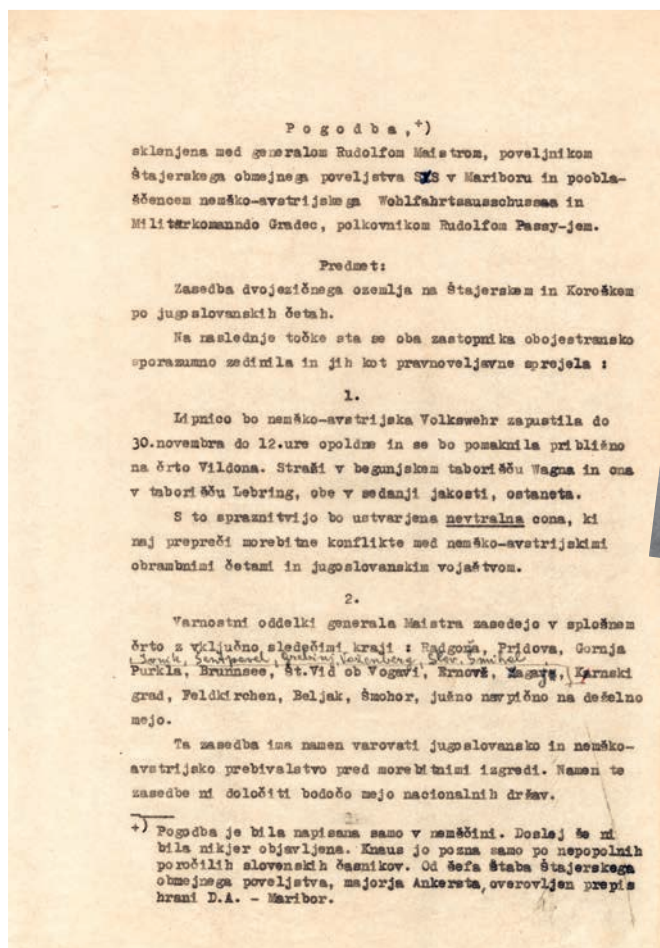 P o g o d b a ,+)
sklenjena med generalom Rudolfom Maistrom, poveljnikom
Štajerskega obmejnega poveljstva SHS v Mariboru in poobla-
ščencem nemško-avstrijskega Wohlfahrtsausschussaa in
Militärkomanndo Gradec, polkovnikom Rudolfom Passy-jem.
Predmet:
Zasedba dvojezičnega ozemlja na Štajerskem in Koroškem
po jugoslovanskih četah.
Na naslednje točke sta se oba zastopnika obojestransko
sporazumno zedinila in jih kot pravnoveljavne sprejela :
1.
Lipnico bo nemško-avstrijska Volkswehr zapustila do
30.novembra do 12.ure opoldne in se bo pomaknila približno
na črto Vildona. Straži v begunjskem taborišču Wagna in ona
v taborišču Lebring, obe v sedanji jakosti, ostaneta.
S to spraznitvijo bo ustvarjena nevtralna cona, ki
naj prepreči morebitne konflikte med nemško-avstrijskimi
obrambnimi četami in jugoslovanskim vojaštvom.
2.
Varnostni oddelki generala Maistra zasedejo v splošnem
črto z vključno sledečimi kraji : Radgona, Pridova, Gornja
, Sentpavel, Grebinj, Slov. Šmihel
Purkla, Brunnsee, Št.Vid ob Vogavi, Ernovž, Krnski
grad, Feldkirchen, Beljak, Šmohor, južno navpično na deželno
mejo.
Ta zasedba ima namen varovati jugoslovansko in nemško-
avstrijsko prebivalstvo pred morebitnimi izgredi. Namen te
zasedbe ni določiti bodočo mejo nacionalnih držav.
+) Pogodba je bila napisana samo v nemščini. Doslej še ni
bila nikjer objavljena. Knaus jo pozna samo po nepopolnih
poročilih slovenskih časnikov. Od šefa štaba Štajerskega
obmejnega poveljstva, majorja Ankersta, overovljen prepis
hrani D.A. - Maribor.